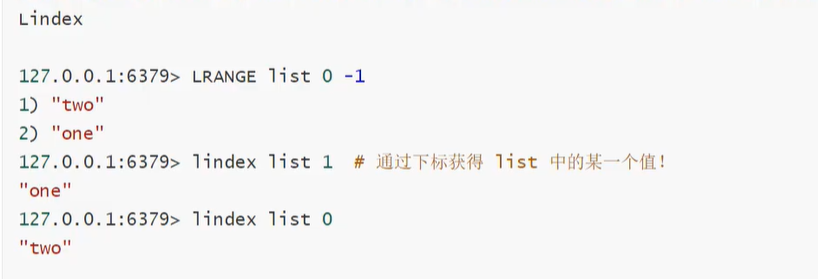 Lindex
127.0.0.1:6379> LRANGE list 0 -1
1) "two"
2) "one"
127.0.0.1:6379> lindex list 1  # 通过下标获得 list 中的某一个值！
"one"
127.0.0.1:6379> lindex list 0
"two"